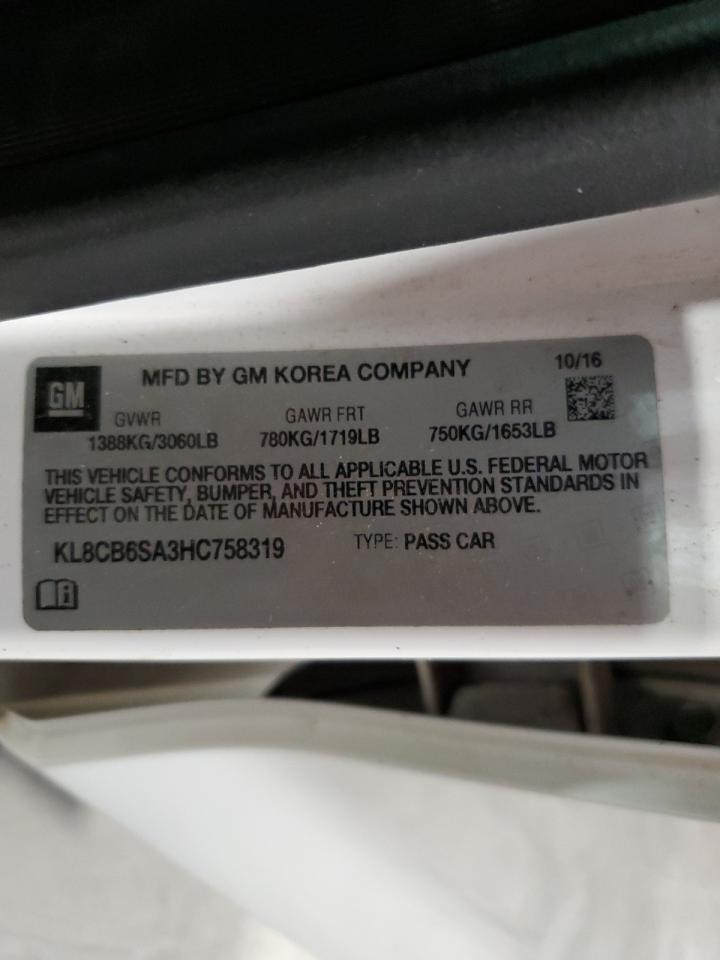 GM
MFD BY GM KOREA COMPANY
10/16
GVWR GAWR FRT GAWR RR
1388KG/3060LB 780KG/1719LB 750KG/1653LB
THIS VEHICLE CONFORMS TO ALL APPLICABLE U.S. FEDERAL MOTOR
VEHICLE SAFETY, BUMPER, AND THEFT PREVENTION STANDARDS IN
EFFECT ON THE DATE OF MANUFACTURE SHOWN ABOVE.
KL8CB6SA3HC758319 TYPE: PASS CAR